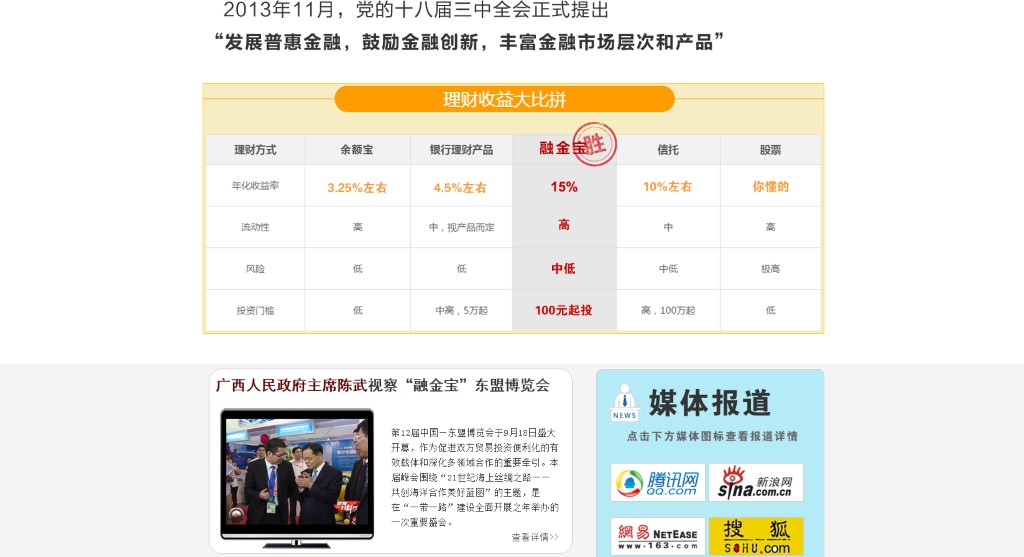 2013年11月，党的十八届三中全会正式提出
“发展普惠金融，鼓励金融创新，丰富金融市场层次和产品”
理财收益大比拼
理财方式 余额宝 银行理财产品 融金宝 胜 信托 股票
年化收益率 3.25%左右 4.5%左右 15% 10%左右 你懂的
流动性 高 中，视产品而定 高 中 高
风险 低 低 中低 中低 极高
投资门槛 低 中高，5万起 100元起投 高，100万起 低
广西人民政府主席陈武视察“融金宝”东盟博览会
第12届中国—东盟博览会于9月18日盛大
开幕，作为促进双方贸易投资便利化的有
效载体和深化多领域合作的重要牵引。本
届峰会围绕“21世纪海上丝绸之路——
共创海洋合作美好蓝图”的主题，是
在“一带一路”建设全面开展之年举办的
一次重要盛会。
查看详情>>
NEWS
媒体报道
点击下方媒体图标查看报道详情
腾讯网
QQ.com
sina 新浪网
.com.cn
網易 NETEASE
www.163.com
搜狐
SOHU.com